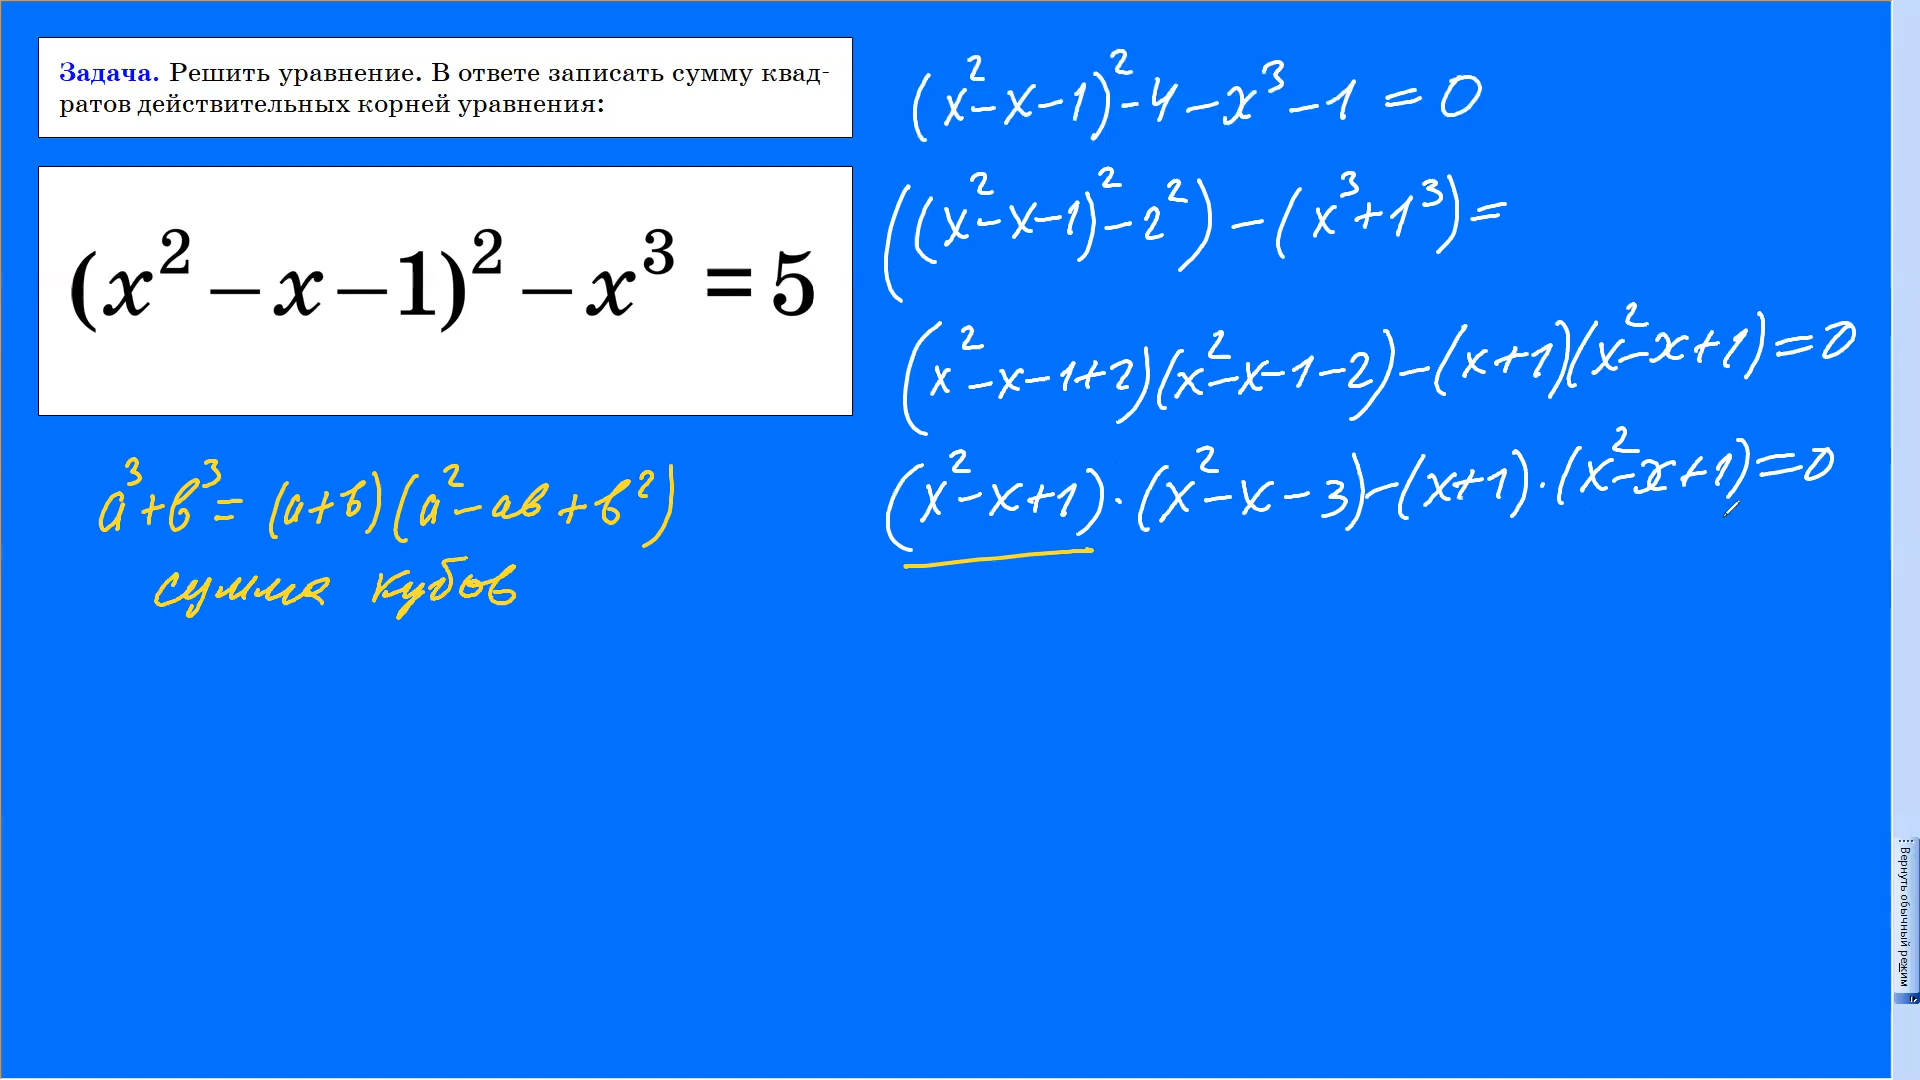 Задача. Решить уравнение. В ответе записать сумму квад-
ратов действительных корней уравнения:
(x² – x – 1)² – x³ = 5
a³+b³= (a+b)(a²-ab+b²)
сумма кубов
(x²-x-1)²-4-x³-1=0
((x²-x-1)²-2²)-(x³+1³)=
(x²-x-1+2)(x²-x-1-2)-(x+1)(x²-x+1)=0
(x²-x+1)·(x²-x-3)-(x+1)·(x²-x+1)=0
Вернуть обычный режим